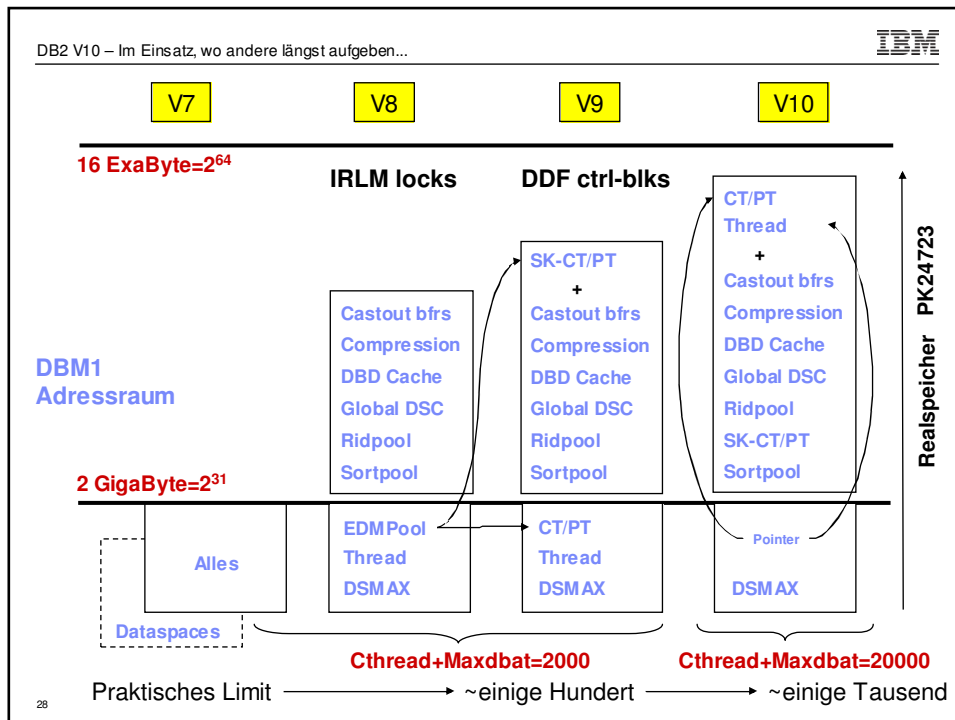 DB2 V10 – Im Einsatz, wo andere längst aufgeben...
IBM
V7
V8
V9
V10
16 ExaByte=2^64
IRLM locks
DDF ctrl-blks
CT/PT
Thread
+
Castout bfrs
Compression
DBD Cache
Global DSC
Ridpool
SK-CT/PT
Sortpool
SK-CT/PT
+
Castout bfrs
Compression
DBD Cache
Global DSC
Ridpool
Sortpool
Castout bfrs
Compression
DBD Cache
Global DSC
Ridpool
Sortpool
DBM1
Adressraum
Realspeicher PK24723
2 GigaByte=2^31
Alles
Dataspaces
EDMPool
Thread
DSMAX
CT/PT
Thread
DSMAX
Pointer
DSMAX
Cthread+Maxdbat=2000
Cthread+Maxdbat=20000
Praktisches Limit
~einige Hundert
~einige Tausend
28